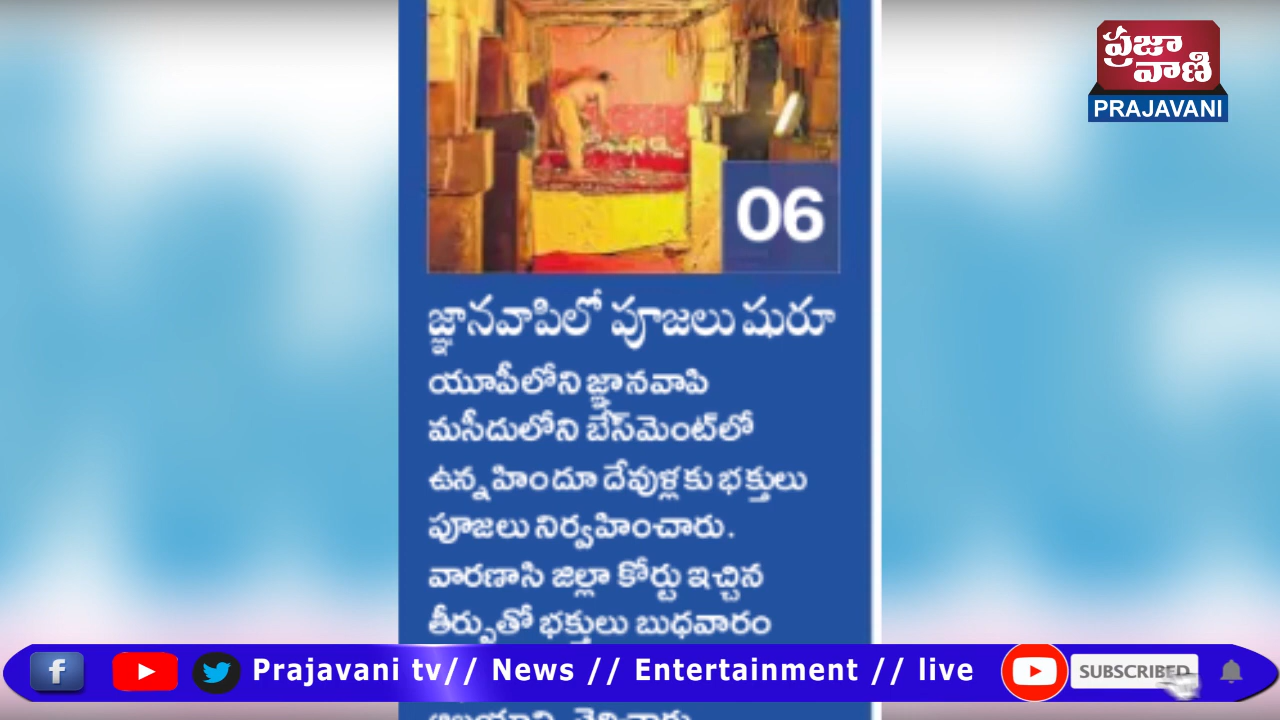 ప్రజా
వాణి
PRAJAVANI
06
జ్ఞానవాపిలో పూజలు షురూ
యూపీలోని జ్ఞానవాపి
మసీదులోని బేస్‌మెంట్‌లో
ఉన్న హిందూ దేవుళ్లకు భక్తులు
పూజలు నిర్వహించారు.
వారణాసి జిల్లా కోర్టు ఇచ్చిన
తీర్పుతో భక్తులు బుధవారం
Prajavani tv// News // Entertainment // live
SUBSCRIBED